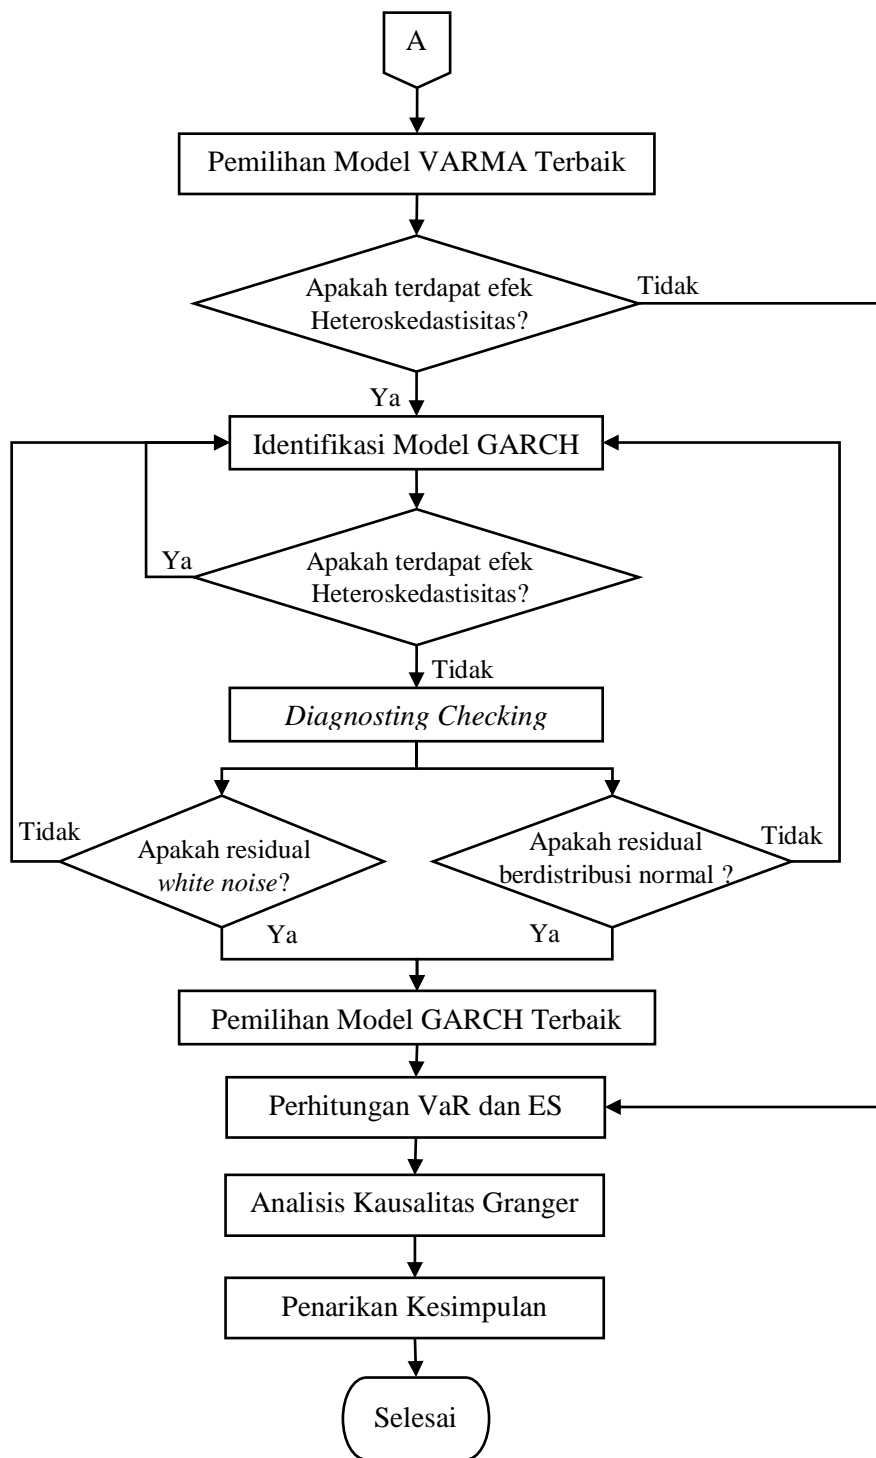 A
Pemilihan Model VARMA Terbaik
Apakah terdapat efek
Heteroskedastisitas?
Tidak
Ya
Identifikasi Model GARCH
Ya
Apakah terdapat efek
Heteroskedastisitas?
Tidak
Diagnosting Checking
Tidak
Apakah residual
white noise?
Apakah residual
berdistribusi normal ?
Tidak
Ya
Ya
Pemilihan Model GARCH Terbaik
Perhitungan VaR dan ES
Analisis Kausalitas Granger
Penarikan Kesimpulan
Selesai